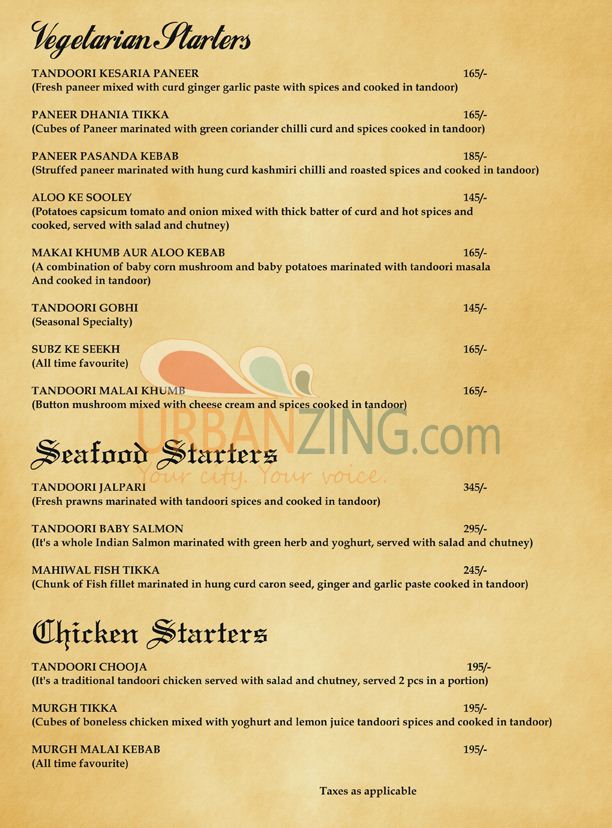 Vegetarian Starters
TANDOORI KESARIA PANEER 165/-
(Fresh paneer mixed with curd ginger garlic paste with spices and cooked in tandoor)
PANEER DHANIA TIKKA 165/-
(Cubes of Paneer marinated with green coriander chilli curd and spices cooked in tandoor)
PANEER PASANDA KEBAB 185/-
(Struffed paneer marinated with hung curd kashmiri chilli and roasted spices and cooked in tandoor)
ALOO KE SOOLEY 145/-
(Potatoes capsicum tomato and onion mixed with thick batter of curd and hot spices and
cooked, served with salad and chutney)
MAKAI KHUMB AUR ALOO KEBAB 165/-
(A combination of baby corn mushroom and baby potatoes marinated with tandoori masala
And cooked in tandoor)
TANDOORI GOBHI 145/-
(Seasonal Specialty)
SUBZ KE SEEKH 165/-
(All time favourite)
TANDOORI MALAI KHUMB 165/-
(Button mushroom mixed with cheese cream and spices cooked in tandoor)
URBANZING.com
Seafood Starters
Your city. Your voice.
TANDOORI JALPARI 345/-
(Fresh prawns marinated with tandoori spices and cooked in tandoor)
TANDOORI BABY SALMON 295/-
(It's a whole Indian Salmon marinated with green herb and yoghurt, served with salad and chutney)
MAHIWAL FISH TIKKA 245/-
(Chunk of Fish fillet marinated in hung curd caron seed, ginger and garlic paste cooked in tandoor)
Chicken Starters
TANDOORI CHOOJA 195/-
(It's a traditional tandoori chicken served with salad and chutney, served 2 pcs in a portion)
MURGH TIKKA 195/-
(Cubes of boneless chicken mixed with yoghurt and lemon juice tandoori spices and cooked in tandoor)
MURGH MALAI KEBAB 195/-
(All time favourite)
Taxes as applicable